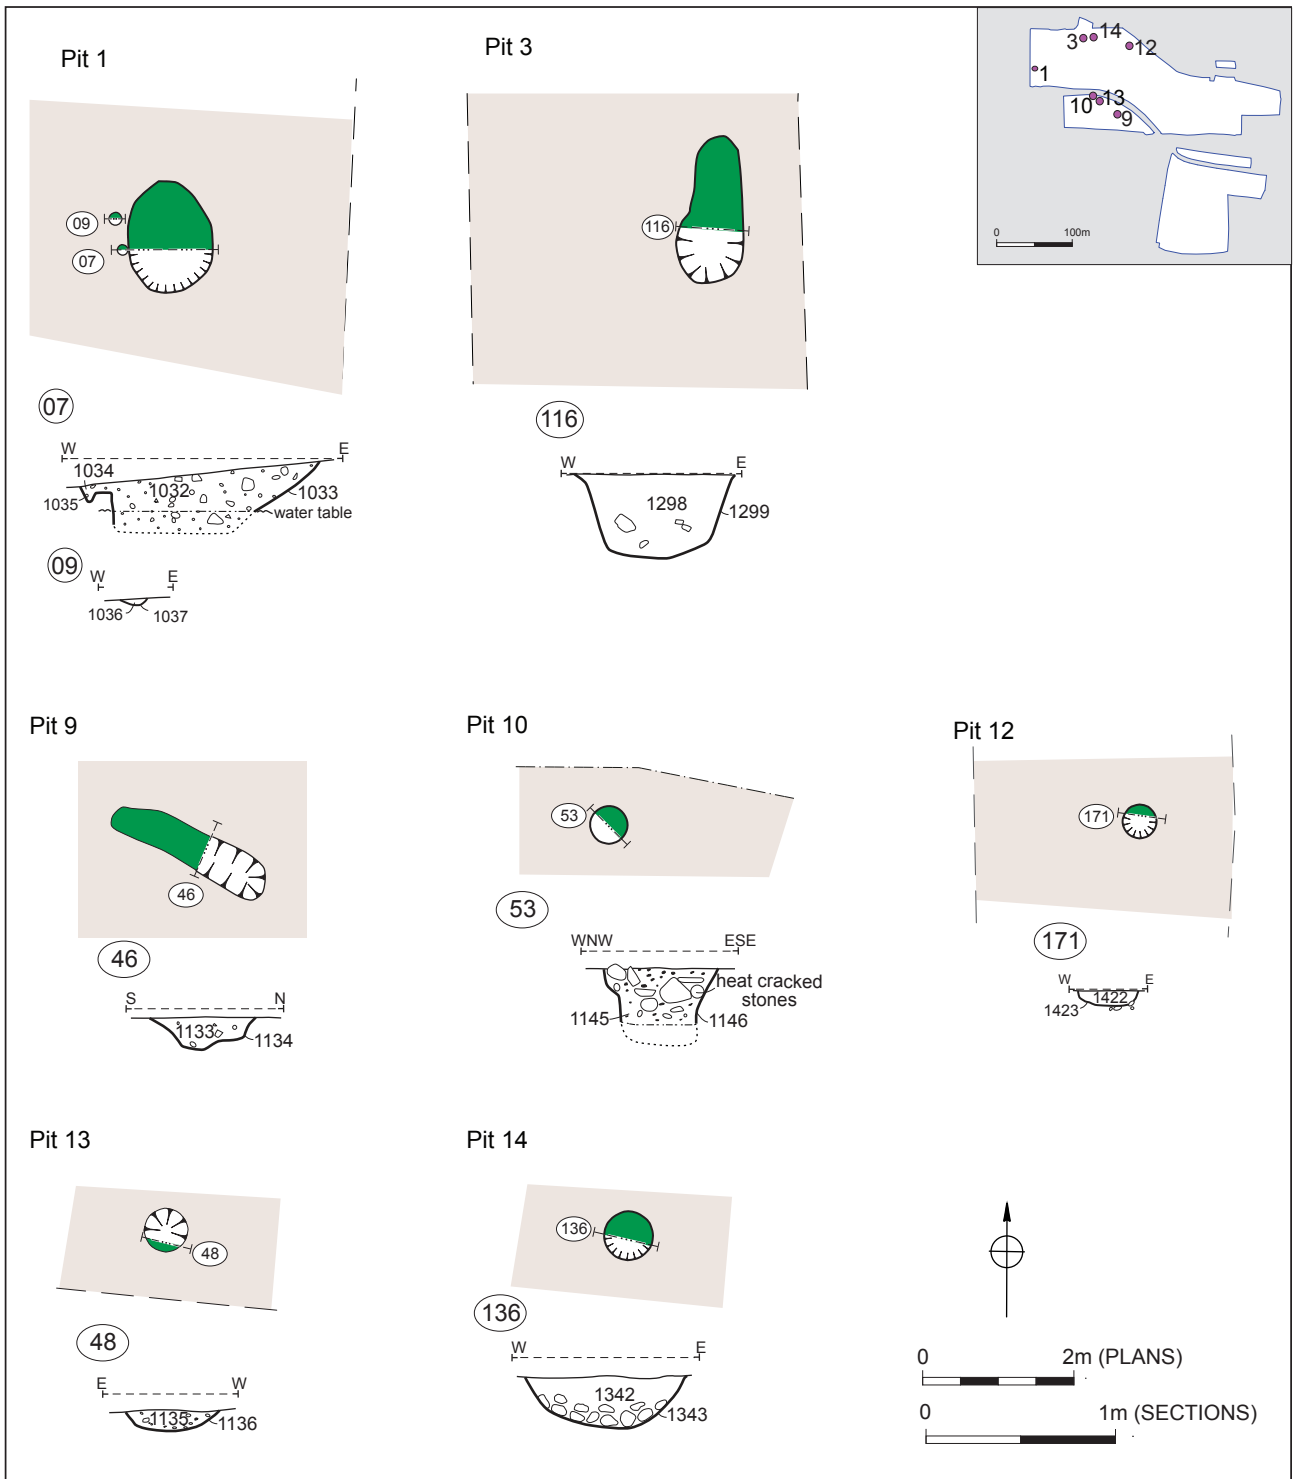 Pit 1
Pit 3
3
14
12
1
10
13
9
0
100m
09
07
116
07
W
E
1034
1032
1035
1033
water table
09
W
E
1036
1037
116
W
E
1298
1299
Pit 9
Pit 10
Pit 12
46
53
171
46
S
N
1133
1134
53
WNW
ESE
heat cracked
stones
1145
1146
171
W
E
1422
1423
Pit 13
Pit 14
48
136
48
E
W
1135
1136
136
W
E
1342
1343
0
2m (PLANS)
0
1m (SECTIONS)